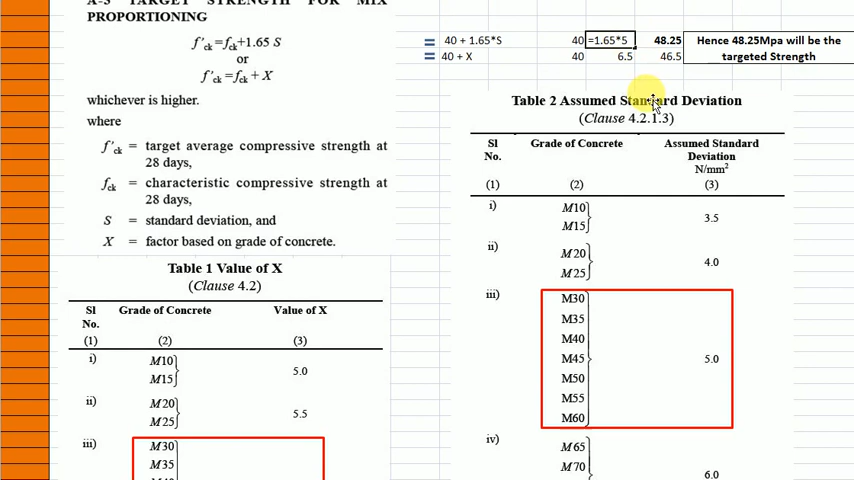 A-5 TARGET STRENGTH FOR MIX
PROPORTIONING
f'ck=fck+1.65 S
or
f'ck=fck + X
whichever is higher.
where
f'ck = target average compressive strength at
28 days,
fck = characteristic compressive strength at
28 days,
S = standard deviation, and
X = factor based on grade of concrete.
Table 1 Value of X
(Clause 4.2)
Sl No. Grade of Concrete Value of X
(1) (2) (3)
i) M10 M15 5.0
ii) M20 M25 5.5
iii) M30
M35
= 40 + 1.65*S 40 =1.65*5 48.25 Hence 48.25Mpa will be the
= 40 + X 40 6.5 46.5 targeted Strength
Table 2 Assumed Standard Deviation
(Clause 4.2.1.3)
Sl No. Grade of Concrete Assumed Standard Deviation N/mm²
(1) (2) (3)
i) M10 M15 3.5
ii) M20 M25 4.0
iii) M30
M35
M40
M45 5.0
M50
M55
M60
iv) M65
M70
6.0